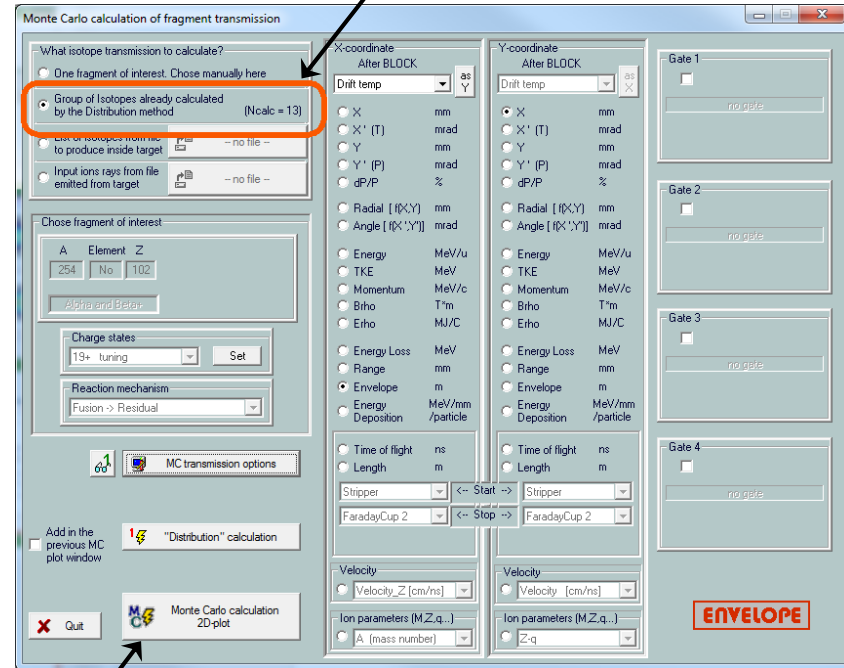 Monte Carlo calculation of fragment transmission
What isotope transmission to calculate?
One fragment of interest. Chose manually here
Group of Isotopes already calculated
by the Distribution method (Ncalc = 13)
List of isotopes from file
to produce inside target
-- no file --
Input ions rays from file
emitted from target
-- no file --
Chose fragment of interest
A Element Z
254 No 102
Alpha and Beta+
Charge states
19+ tuning
Set
Reaction mechanism
Fusion -> Residual
MC transmission options
Add in the
previous MC
plot window
"Distribution" calculation
Quit
Monte Carlo calculation
2D-plot
X-coordinate
After BLOCK
Drift temp
as
Y
X mm
X ' (T) mrad
Y mm
Y ' (P) mrad
dP/P %
Radial [ f(X,Y) mm
Angle [ f(X ',Y')] mrad
Energy MeV/u
TKE MeV
Momentum MeV/c
Brho T*m
Erho MJ/C
Energy Loss MeV
Range mm
Envelope m
Energy MeV/mm
Deposition /particle
Time of flight ns
Length m
Stripper
<-- Start -->
FaradayCup 2
<-- Stop -->
Velocity
Velocity_Z [cm/ns]
Ion parameters (M,Z,q...)
A (mass number)
Y-coordinate
After BLOCK
Drift temp
as
X
X mm
X ' (T) mrad
Y mm
Y ' (P) mrad
dP/P %
Radial [ f(X,Y) mm
Angle [ f(X ',Y')] mrad
Energy MeV/u
TKE MeV
Momentum MeV/c
Brho T*m
Erho MJ/C
Energy Loss MeV
Range mm
Envelope m
Energy MeV/mm
Deposition /particle
Time of flight ns
Length m
Stripper
FaradayCup 2
Velocity
Velocity [cm/ns]
Ion parameters (M,Z,q...)
Z-q
Gate 1
no gate
Gate 2
no gate
Gate 3
no gate
Gate 4
no gate
ENVELOPE